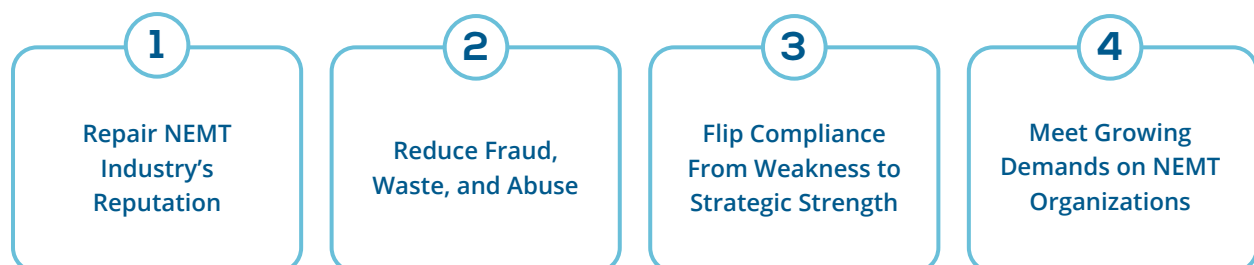 1
Repair NEMT
Industry's
Reputation
2
Reduce Fraud,
Waste, and Abuse
3
Flip Compliance
From Weakness to
Strategic Strength
4
Meet Growing
Demands on NEMT
Organizations